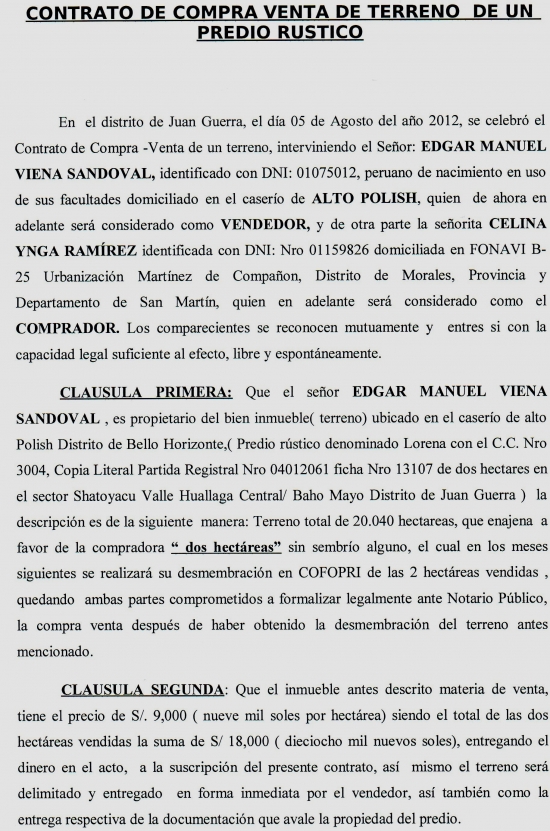 CONTRATO DE COMPRA VENTA DE TERRENO DE UN
PREDIO RUSTICO
En el distrito de Juan Guerra, el día 05 de Agosto del año 2012, se celebró el
Contrato de Compra -Venta de un terreno, interviniendo el Señor: EDGAR MANUEL
VIENA SANDOVAL, identificado con DNI: 01075012, peruano de nacimiento en uso
de sus facultades domiciliado en el caserío de ALTO POLISH, quien de ahora en
adelante será considerado como VENDEDOR, y de otra parte la señorita CELINA
YNGA RAMÍREZ identificada con DNI: Nro 01159826 domiciliada en FONAVI B-
25 Urbanización Martínez de Compañon, Distrito de Morales, Provincia y
Departamento de San Martín, quien en adelante será considerado como el
COMPRADOR. Los comparecientes se reconocen mutuamente y entres si con la
capacidad legal suficiente al efecto, libre y espontáneamente.
CLAUSULA PRIMERA: Que el señor EDGAR MANUEL VIENA
SANDOVAL , es propietario del bien inmueble( terreno) ubicado en el caserío de alto
Polish Distrito de Bello Horizonte,( Predio rústico denominado Lorena con el C.C. Nro
3004, Copia Literal Partida Registral Nro 04012061 ficha Nro 13107 de dos hectares en
el sector Shatoyacu Valle Huallaga Central/ Baho Mayo Distrito de Juan Guerra ) la
descripción es de la siguiente manera: Terreno total de 20.040 hectareas, que enajena a
favor de la compradora “ dos hectáreas” sin sembrío alguno, el cual en los meses
siguientes se realizará su desmembración en COFOPRI de las 2 hectáreas vendidas ,
quedando ambas partes comprometidos a formalizar legalmente ante Notario Público,
la compra venta después de haber obtenido la desmembración del terreno antes
mencionado.
CLAUSULA SEGUNDA: Que el inmueble antes descrito materia de venta,
tiene el precio de S/. 9,000 ( nueve mil soles por hectárea) siendo el total de las dos
hectáreas vendidas la suma de S/ 18,000 ( dieciocho mil nuevos soles), entregando el
dinero en el acto, a la suscripción del presente contrato, así mismo el terreno será
delimitado y entregado en forma inmediata por el vendedor, así también como la
entrega respectiva de la documentación que avale la propiedad del predio.